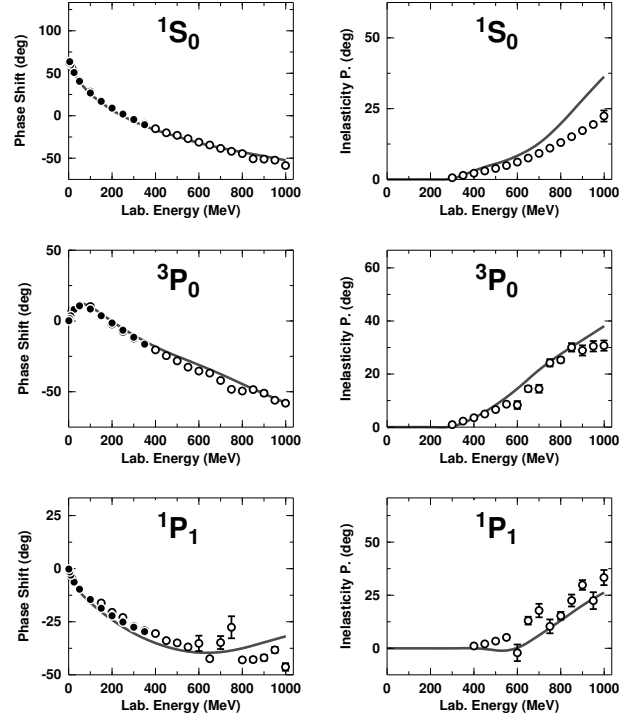 ¹S₀
¹S₀
Phase Shift (deg)
100
50
0
-50
0 200 400 600 800 1000
Lab. Energy (MeV)
Inelasticity P. (deg)
50
25
0
0 200 400 600 800 1000
Lab. Energy (MeV)
³P₀
³P₀
Phase Shift (deg)
50
0
-50
0 200 400 600 800 1000
Lab. Energy (MeV)
Inelasticity P. (deg)
60
40
20
0
0 200 400 600 800 1000
Lab. Energy (MeV)
¹P₁
¹P₁
Phase Shift (deg)
25
0
-25
-50
0 200 400 600 800 1000
Lab. Energy (MeV)
Inelasticity P. (deg)
50
25
0
0 200 400 600 800 1000
Lab. Energy (MeV)